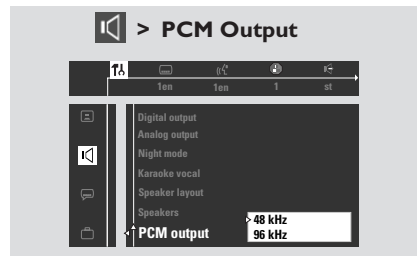 > PCM Output
1en 1en 1 st
Digital output
Analog output
Night mode
Karaoke vocal
Speaker layout
Speakers
PCM output
48 kHz
96 kHz